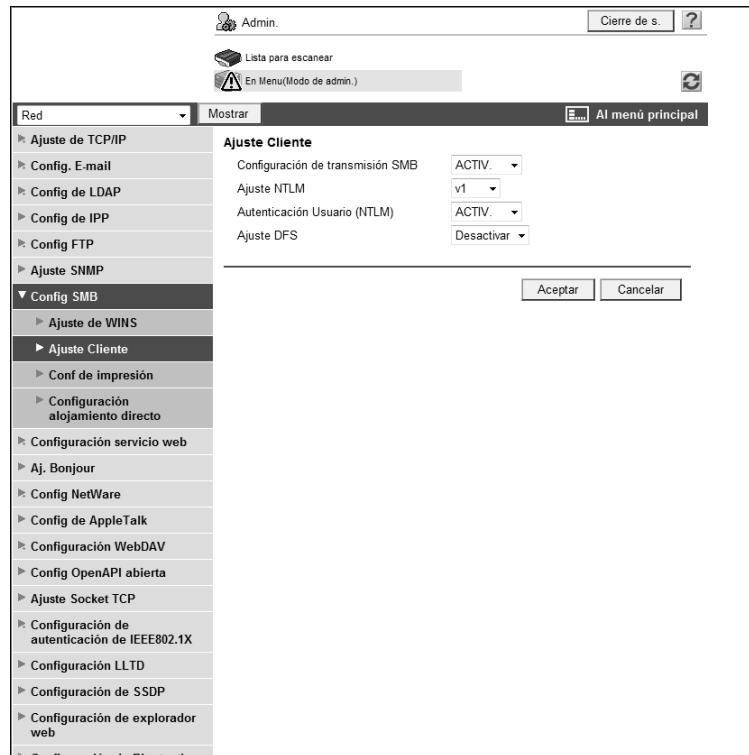 Admin.
Cierre de s.
?
Lista para escanear
En Menu(Modo de admin.)
Red
Mostrar
Al menú principal
Ajuste de TCP/IP
Config. E-mail
Config de LDAP
Config de IPP
Config FTP
Ajuste SNMP
Config SMB
Ajuste de WINS
Ajuste Cliente
Conf de impresión
Configuración
alojamiento directo
Configuración servicio web
Aj. Bonjour
Config NetWare
Config de AppleTalk
Configuración WebDAV
Config OpenAPI abierta
Ajuste Socket TCP
Configuración de
autenticación de IEEE802.1X
Configuración LLTD
Configuración de SSDP
Configuración de explorador
web
Ajuste Cliente
Configuración de transmisión SMB ACTIV.
Ajuste NTLM v1
Autenticación Usuario (NTLM) ACTIV.
Ajuste DFS Desactivar
Aceptar Cancelar